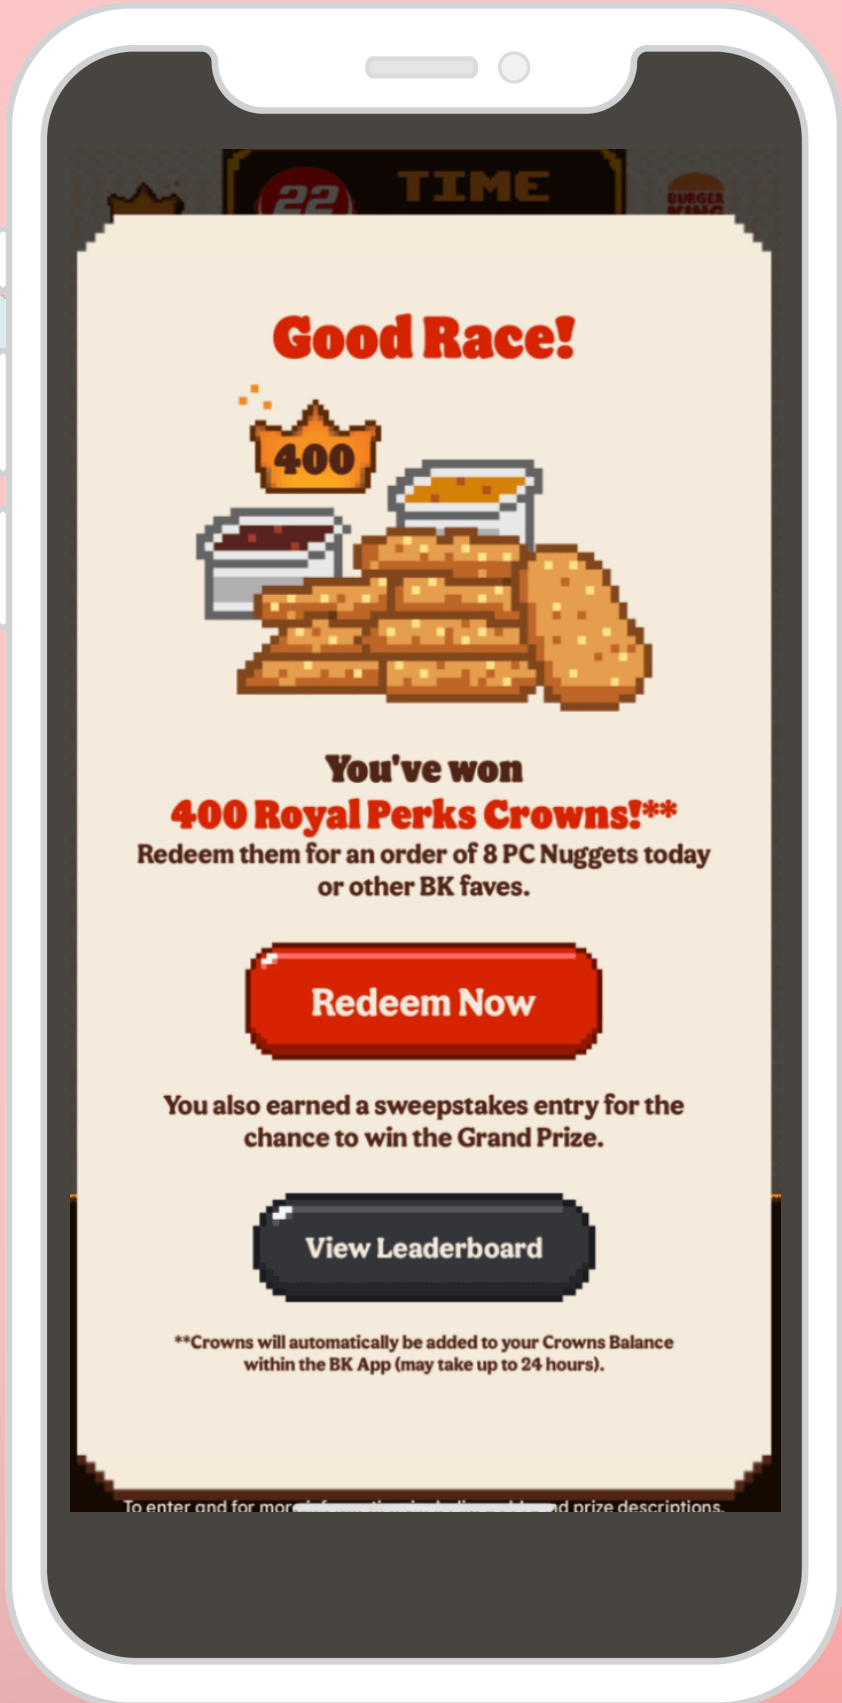 22
TIME
BURGER
KING
Good Race!
400
You've won
400 Royal Perks Crowns!**
Redeem them for an order of 8 PC Nuggets today
or other BK faves.
Redeem Now
You also earned a sweepstakes entry for the
chance to win the Grand Prize.
View Leaderboard
**Crowns will automatically be added to your Crowns Balance
within the BK App (may take up to 24 hours).
To enter and for more prize descriptions,